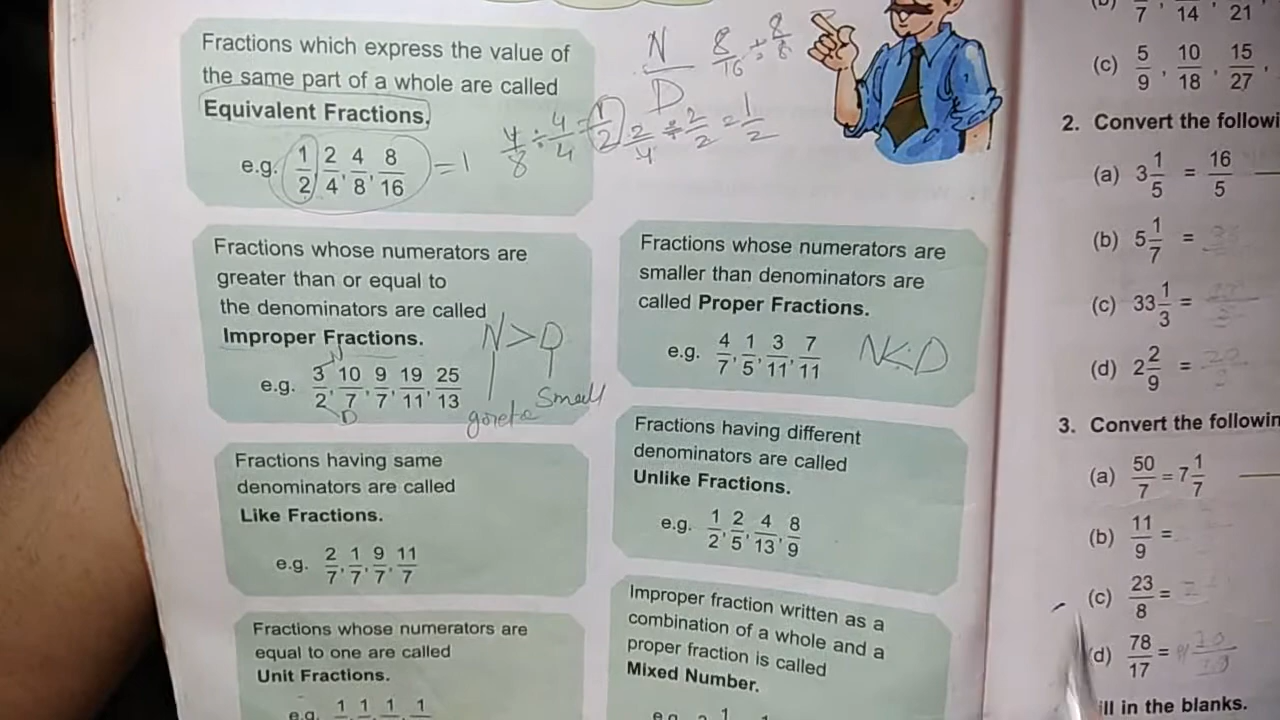 Fractions which express the value of
the same part of a whole are called
Equivalent Fractions.
e.g. 1/2, 2/4, 4/8, 8/16 = 1
N/D 8/16 ÷ 8/8
4/8 ÷ 4/4 = 1/2 2/4 ÷ 2/2 = 1/2
Fractions whose numerators are
greater than or equal to
the denominators are called
Improper Fractions.
N > D
N
e.g. 3/2, 10/7, 9/7, 19/11, 25/13
D
small
Fractions whose numerators are
smaller than denominators are
called Proper Fractions.
e.g. 4/7, 1/5, 3/11, 7/11
N < D
Fractions having same
denominators are called
Like Fractions.
e.g. 2/7, 1/7, 9/7, 11/7
Fractions having different
denominators are called
Unlike Fractions.
e.g. 1/2, 2/5, 4/13, 8/9
Fractions whose numerators are
equal to one are called
Unit Fractions.
e.g. 1 1 1 1
Improper fraction written as a
combination of a whole and a
proper fraction is called
Mixed Number.
e.g.
7, 14, 21
(c) 5/9, 10/18, 15/27,
2. Convert the followi
(a) 3 1/5 = 16/5
(b) 5 1/7 =
(c) 33 1/3 =
(d) 2 2/9 =
3. Convert the followin
(a) 50/7 = 7 1/7
(b) 11/9 =
(c) 23/8 =
(d) 78/17 =
ill in the blanks.